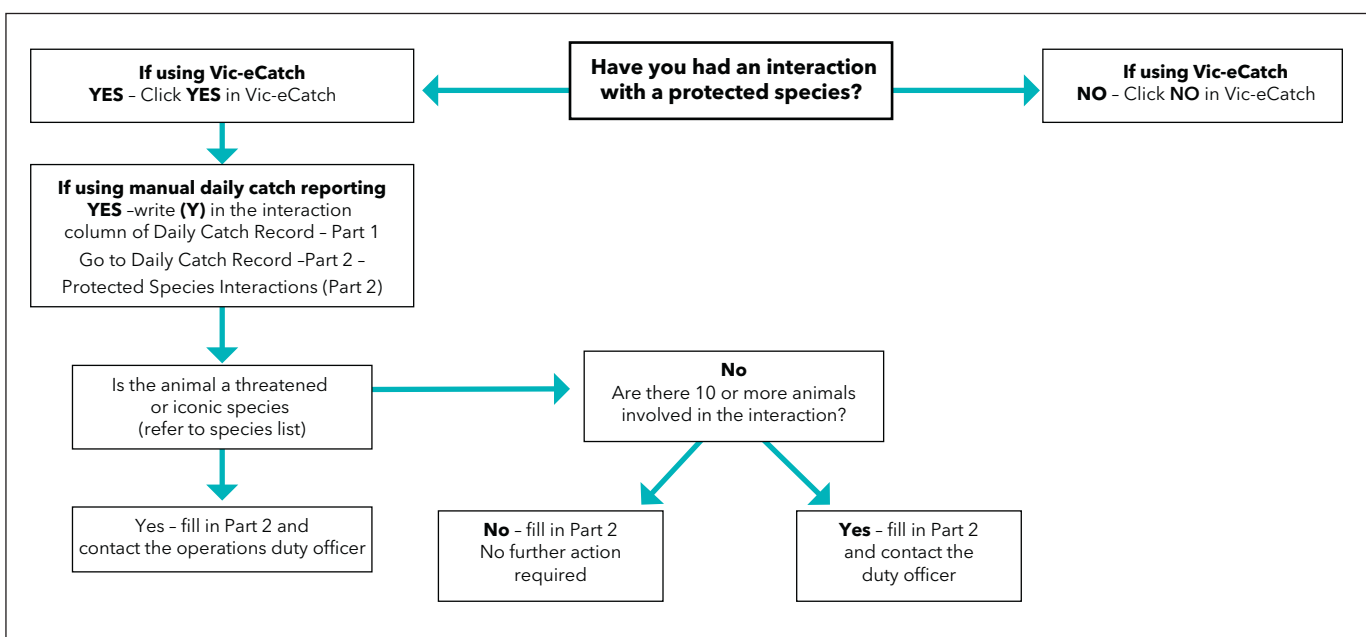 If using Vic-eCatch
YES – Click YES in Vic-eCatch
Have you had an interaction
with a protected species?
If using Vic-eCatch
NO – Click NO in Vic-eCatch
If using manual daily catch reporting
YES –write (Y) in the interaction
column of Daily Catch Record – Part 1
Go to Daily Catch Record –Part 2 –
Protected Species Interactions (Part 2)
Is the animal a threatened
or iconic species
(refer to species list)
No
Are there 10 or more animals
involved in the interaction?
Yes – fill in Part 2 and
contact the operations duty officer
No – fill in Part 2
No further action
required
Yes – fill in Part 2
and contact the
duty officer